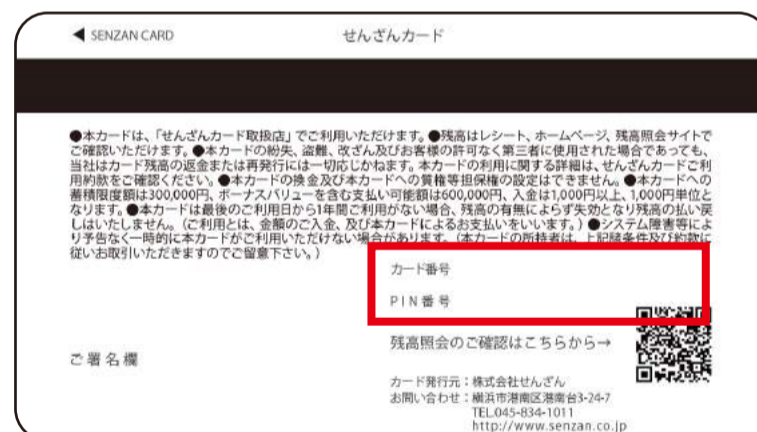 ◀ SENZAN CARD せんざんカード
●本カードは、「せんざんカード取扱店」でご利用いただけます。●残高はレシート、ホームページ、残高照会サイトで
ご確認いただけます。●本カードの紛失、盗難、改ざん及びお客様の許可なく第三者に使用された場合であっても、
当社はカード残高の返金または再発行には一切応じかねます。本カードの利用に関する詳細は、せんざんカードご利
用約款をご確認ください。●本カードの換金及び本カードへの質権等担保権の設定はできません。●本カードへの
蓄積限度額は300,000円、ボーナスバリューを含む支払い可能額は600,000円、入金は1,000円以上、1,000円単位と
なります。●本カードは最後のご利用日から1年間ご利用がない場合、残高の有無によらず失効となり残高の払い戻
しはいたしません。（ご利用とは、金額のご入金、及び本カードによるお支払いをいいます。）●システム障害等によ
り予告なく一時的に本カードがご利用いただけない場合があります。（本カードの所持者は、上記諸条件及び約款に
従いお取引いただきますのでご留意下さい。）
カード番号
PIN番号
残高照会のご確認はこちらから→
ご署名欄
カード発行元：株式会社せんざん
お問い合わせ：横浜市港南区港南台3-24-7
TEL.045-834-1011
http://www.senzan.co.jp